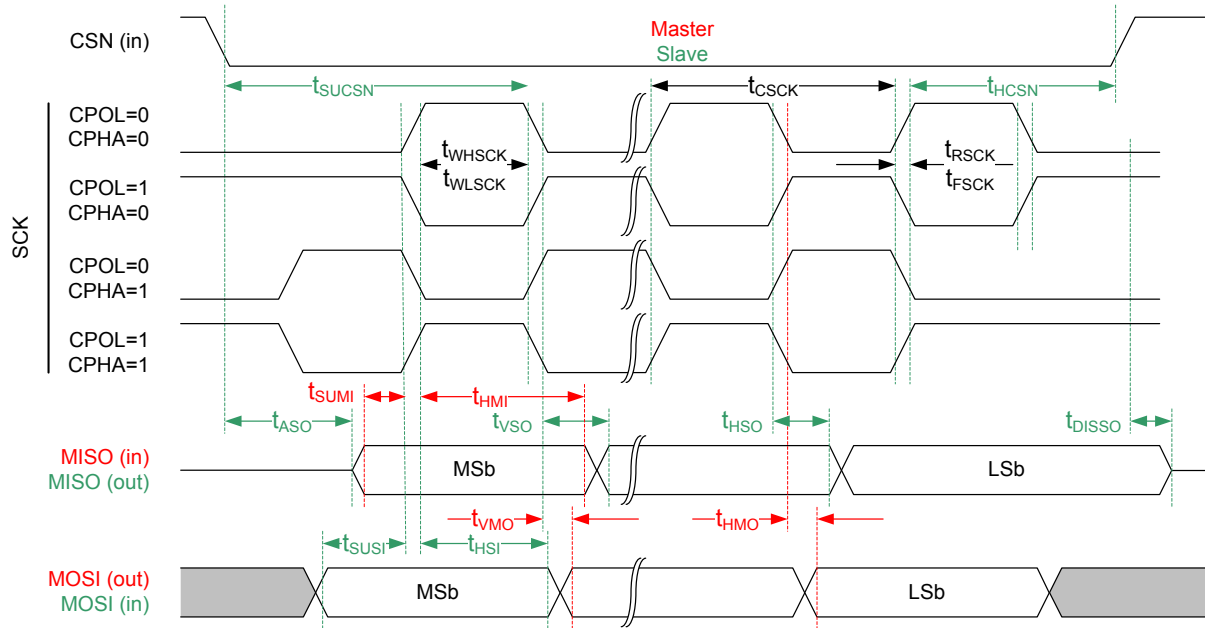 CSN (in)
Master
Slave
tSUCSN
tCSCK
tHCSN
SCK
CPOL=0
CPHA=0
tWHSCK
tWLSCK
tRSCK
tFSCK
CPOL=1
CPHA=0
CPOL=0
CPHA=1
CPOL=1
CPHA=1
tSUMI
tHMI
tASO
tVSO
tHSO
tDISSO
MISO (in)
MISO (out)
MSb
LSb
tVMO
tHMO
tSUSI
tHSI
MOSI (out)
MOSI (in)
MSb
LSb